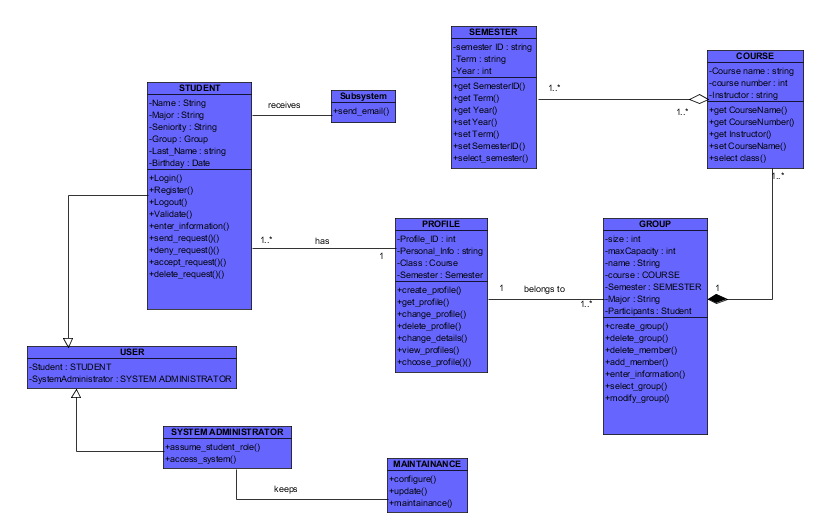 SEMESTER
-semester ID : string
-Term : string
-Year : int
+get SemesterID()
+get Term()
+get Year()
+set Year()
+set Term()
+set SemesterID()
+select_semester()
1..*
1..*
COURSE
-Course name : string
-course number : int
-Instructor : string
+get CourseName()
+get CourseNumber()
+get Instructor()
+set CourseName()
+select class()
1..*
STUDENT
-Name : String
-Major : String
-Seniority : String
-Group : Group
-Last_Name : string
-Birthday : Date
+Login()
+Register()
+Logout()
+Validate()
+enter_information()
+send_request()()
+deny_request()()
+accept_request()()
+delete_request()()
receives
Subsystem
+send_email()
1..*
has
1
PROFILE
-Profile_ID : int
-Personal_Info : string
-Class : Course
-Semester : Semester
+create_profile()
+get_profile()
+change_profile()
+delete_profile()
+change_details()
+view_profiles()
+choose_profile()()
1
belongs to
1..*
GROUP
-size : int
-maxCapacity : int
-name : String
-course : COURSE
-Semester : SEMESTER
-Major : String
-Participants : Student
+create_group()
+delete_group()
+delete_member()
+add_member()
+enter_information()
+select_group()
+modify_group()
1
USER
-Student : STUDENT
-SystemAdministrator : SYSTEM ADMINISTRATOR
SYSTEM ADMINISTRATOR
+assume_student_role()
+access_system()
keeps
MAINTAINANCE
+configure()
+update()
+maintainance()